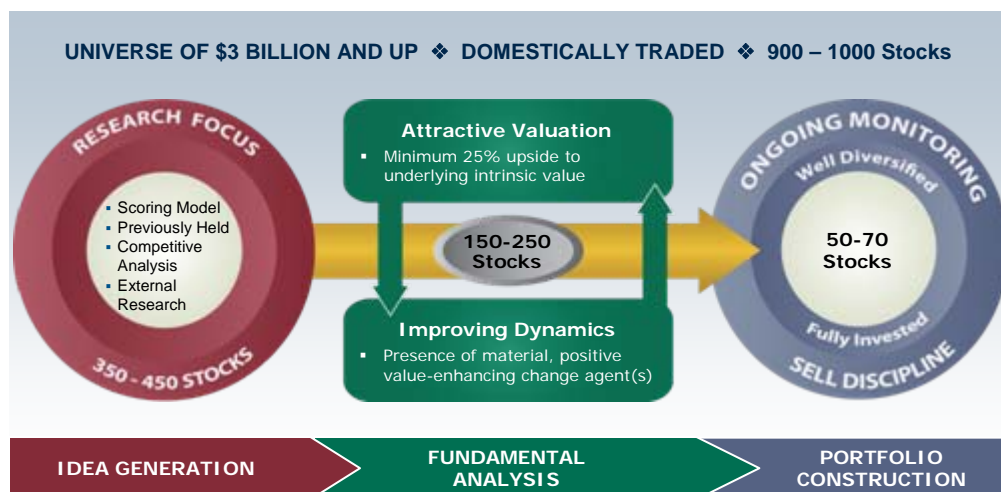 UNIVERSE OF $3 BILLION AND UP ❖ DOMESTICALLY TRADED ❖ 900 – 1000 Stocks
RESEARCH FOCUS
▪ Scoring Model
▪ Previously Held
▪ Competitive
Analysis
▪ External
Research
350 - 450 STOCKS
Attractive Valuation
▪ Minimum 25% upside to
underlying intrinsic value
150-250
Stocks
Improving Dynamics
▪ Presence of material, positive
value-enhancing change agent(s)
ONGOING MONITORING
Well Diversified
50-70
Stocks
Fully Invested
SELL DISCIPLINE
IDEA GENERATION
FUNDAMENTAL
ANALYSIS
PORTFOLIO
CONSTRUCTION